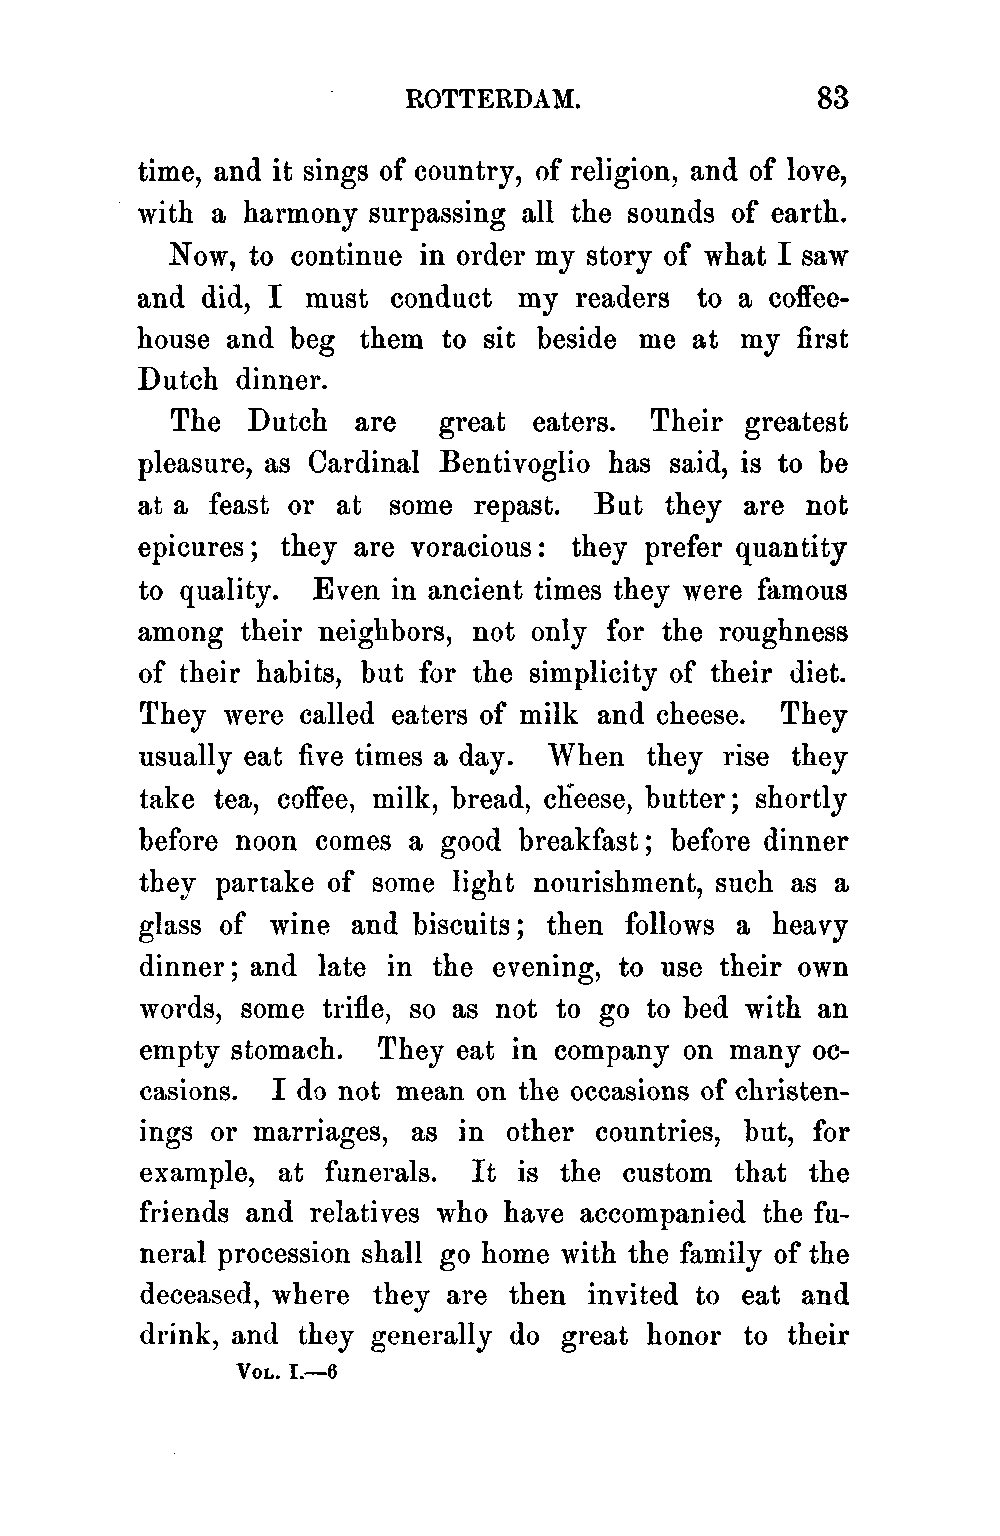 ROTTERDAM. 83
time, and it sings of country, of religion, and of love,
with a harmony surpassing all the sounds of earth.
Now, to continue in order my story of what I saw
and did, I must conduct my readers to a coffee-
house and beg them to sit beside me at my first
Dutch dinner.
The Dutch are great eaters. Their greatest
pleasure, as Cardinal Bentivoglio has said, is to be
at a feast or at some repast. But they are not
epicures; they are voracious: they prefer quantity
to quality. Even in ancient times they were famous
among their neighbors, not only for the roughness
of their habits, but for the simplicity of their diet.
They were called eaters of milk and cheese. They
usually eat five times a day. When they rise they
take tea, coffee, milk, bread, cheese, butter; shortly
before noon comes a good breakfast; before dinner
they partake of some light nourishment, such as a
glass of wine and biscuits; then follows a heavy
dinner; and late in the evening, to use their own
words, some trifle, so as not to go to bed with an
empty stomach. They eat in company on many oc-
casions. I do not mean on the occasions of christen-
ings or marriages, as in other countries, but, for
example, at funerals. It is the custom that the
friends and relatives who have accompanied the fu-
neral procession shall go home with the family of the
deceased, where they are then invited to eat and
drink, and they generally do great honor to their
VOL. I.—6